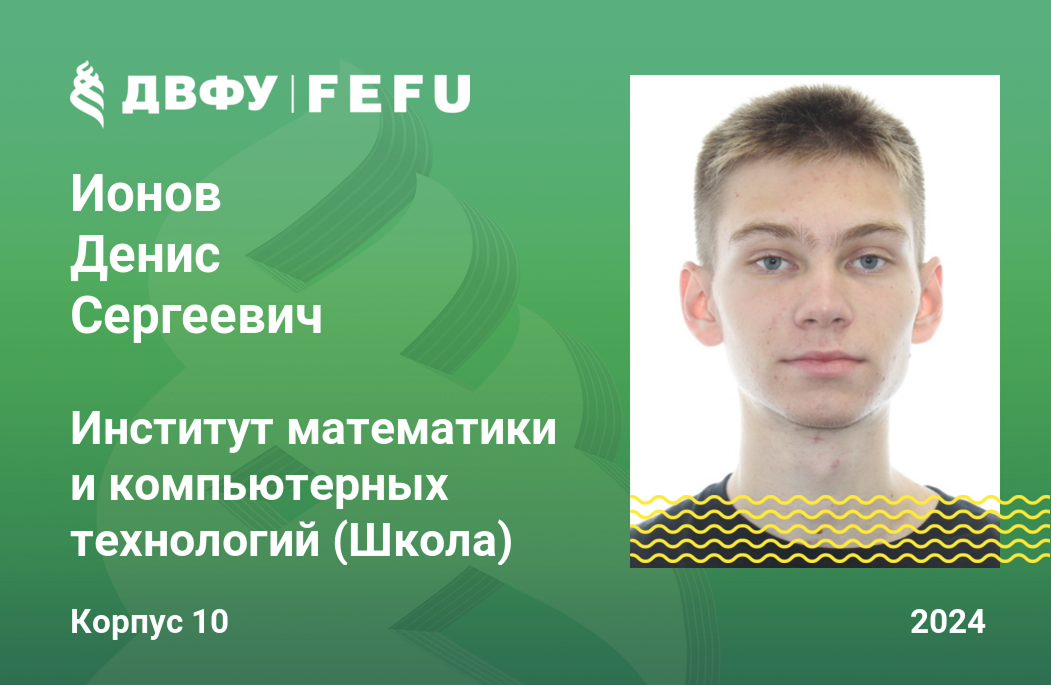 ДВФУ | FEFU
Ионов
Денис
Сергеевич
Институт математики
и компьютерных
технологий (Школа)
Корпус 10
2024